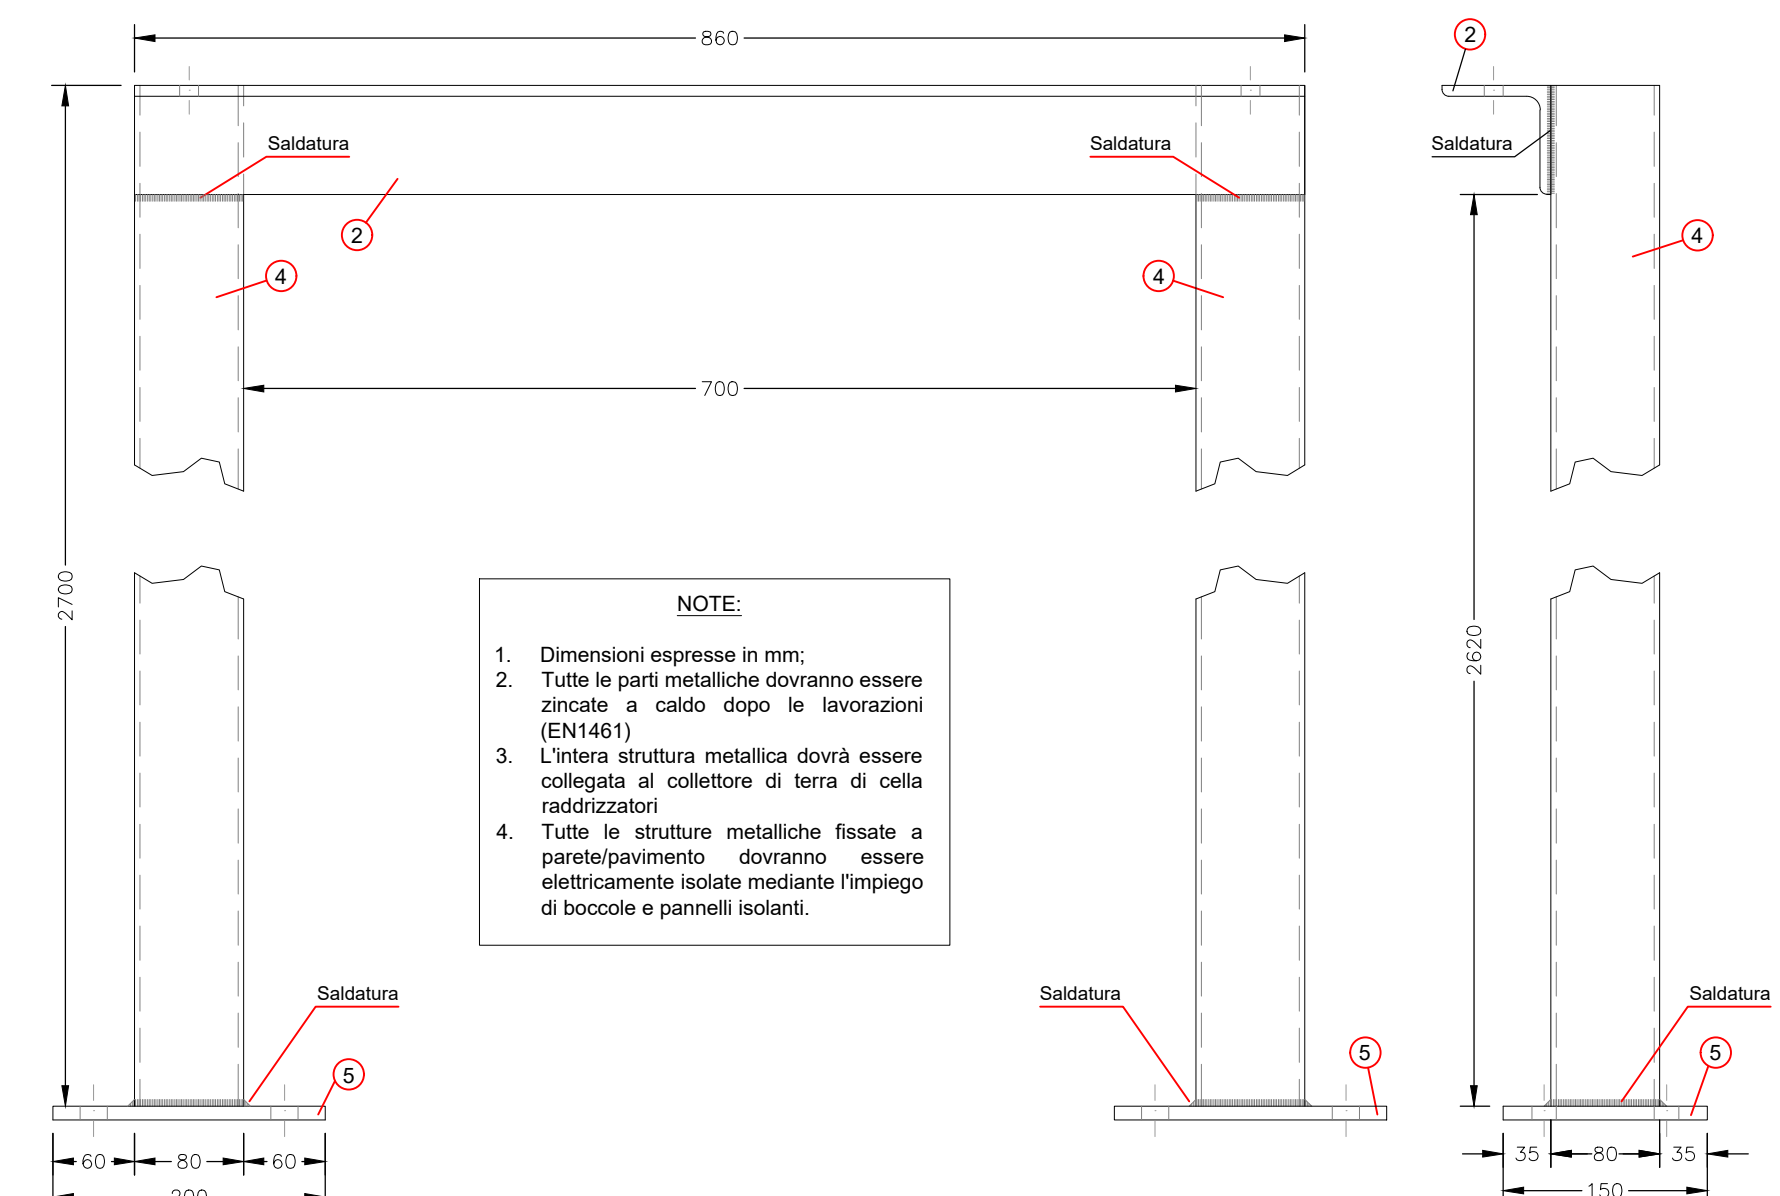 860
2
Saldatura
Saldatura
Saldatura
2
4
4
4
700
2700
2620
NOTE:
1. Dimensioni espresse in mm;
2. Tutte le parti metalliche dovranno essere
zincate a caldo dopo le lavorazioni
(EN1461)
3. L'intera struttura metallica dovrà essere
collegata al collettore di terra di cella
raddrizzatori
4. Tutte le strutture metalliche fissate a
parete/pavimento dovranno essere
elettricamente isolate mediante l'impiego
di boccole e pannelli isolanti.
Saldatura
Saldatura
Saldatura
5
5
5
60 80 60
35 80 35
200
150